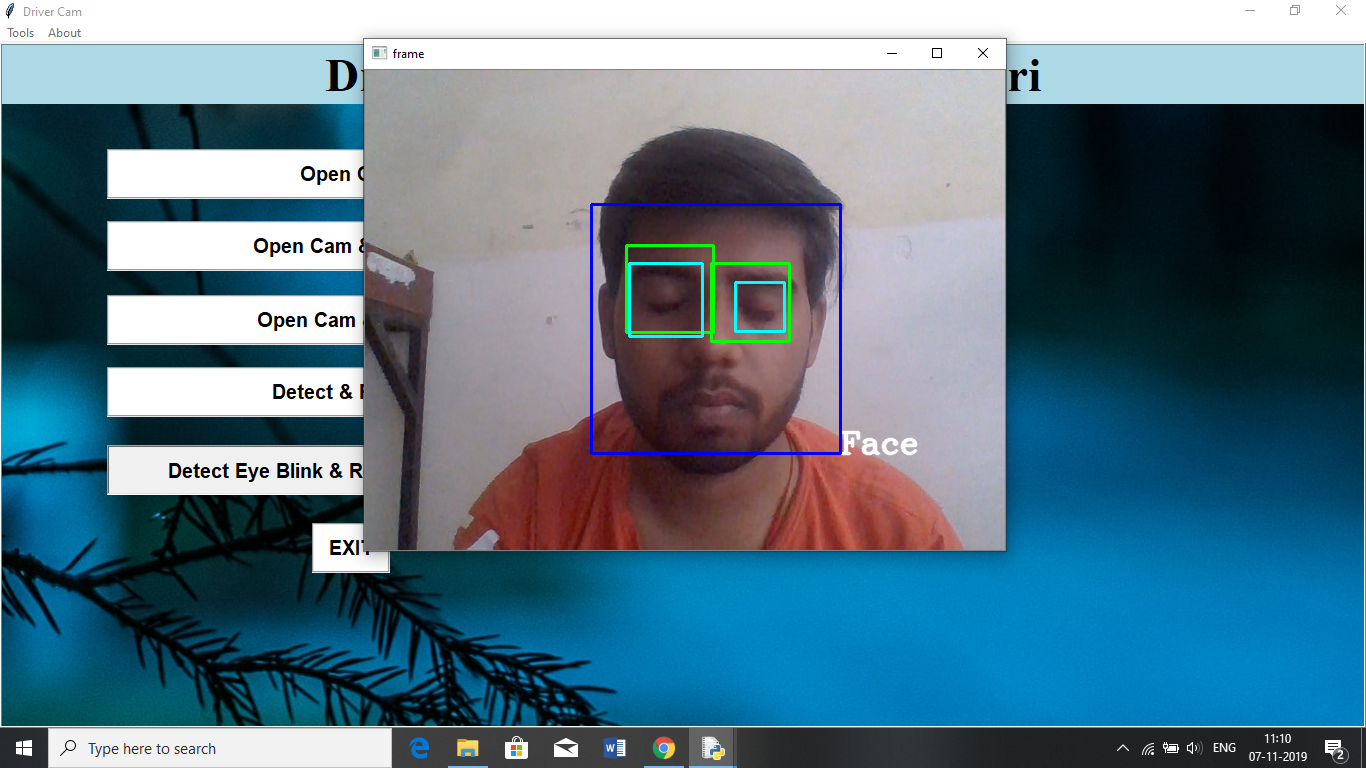 Driver Cam
Tools About
frame
ri
Open
Open Cam &
Open Cam
Detect &
Detect Eye Blink & R
EXIT
Face
Type here to search
ENG
11:10
07-11-2019
2